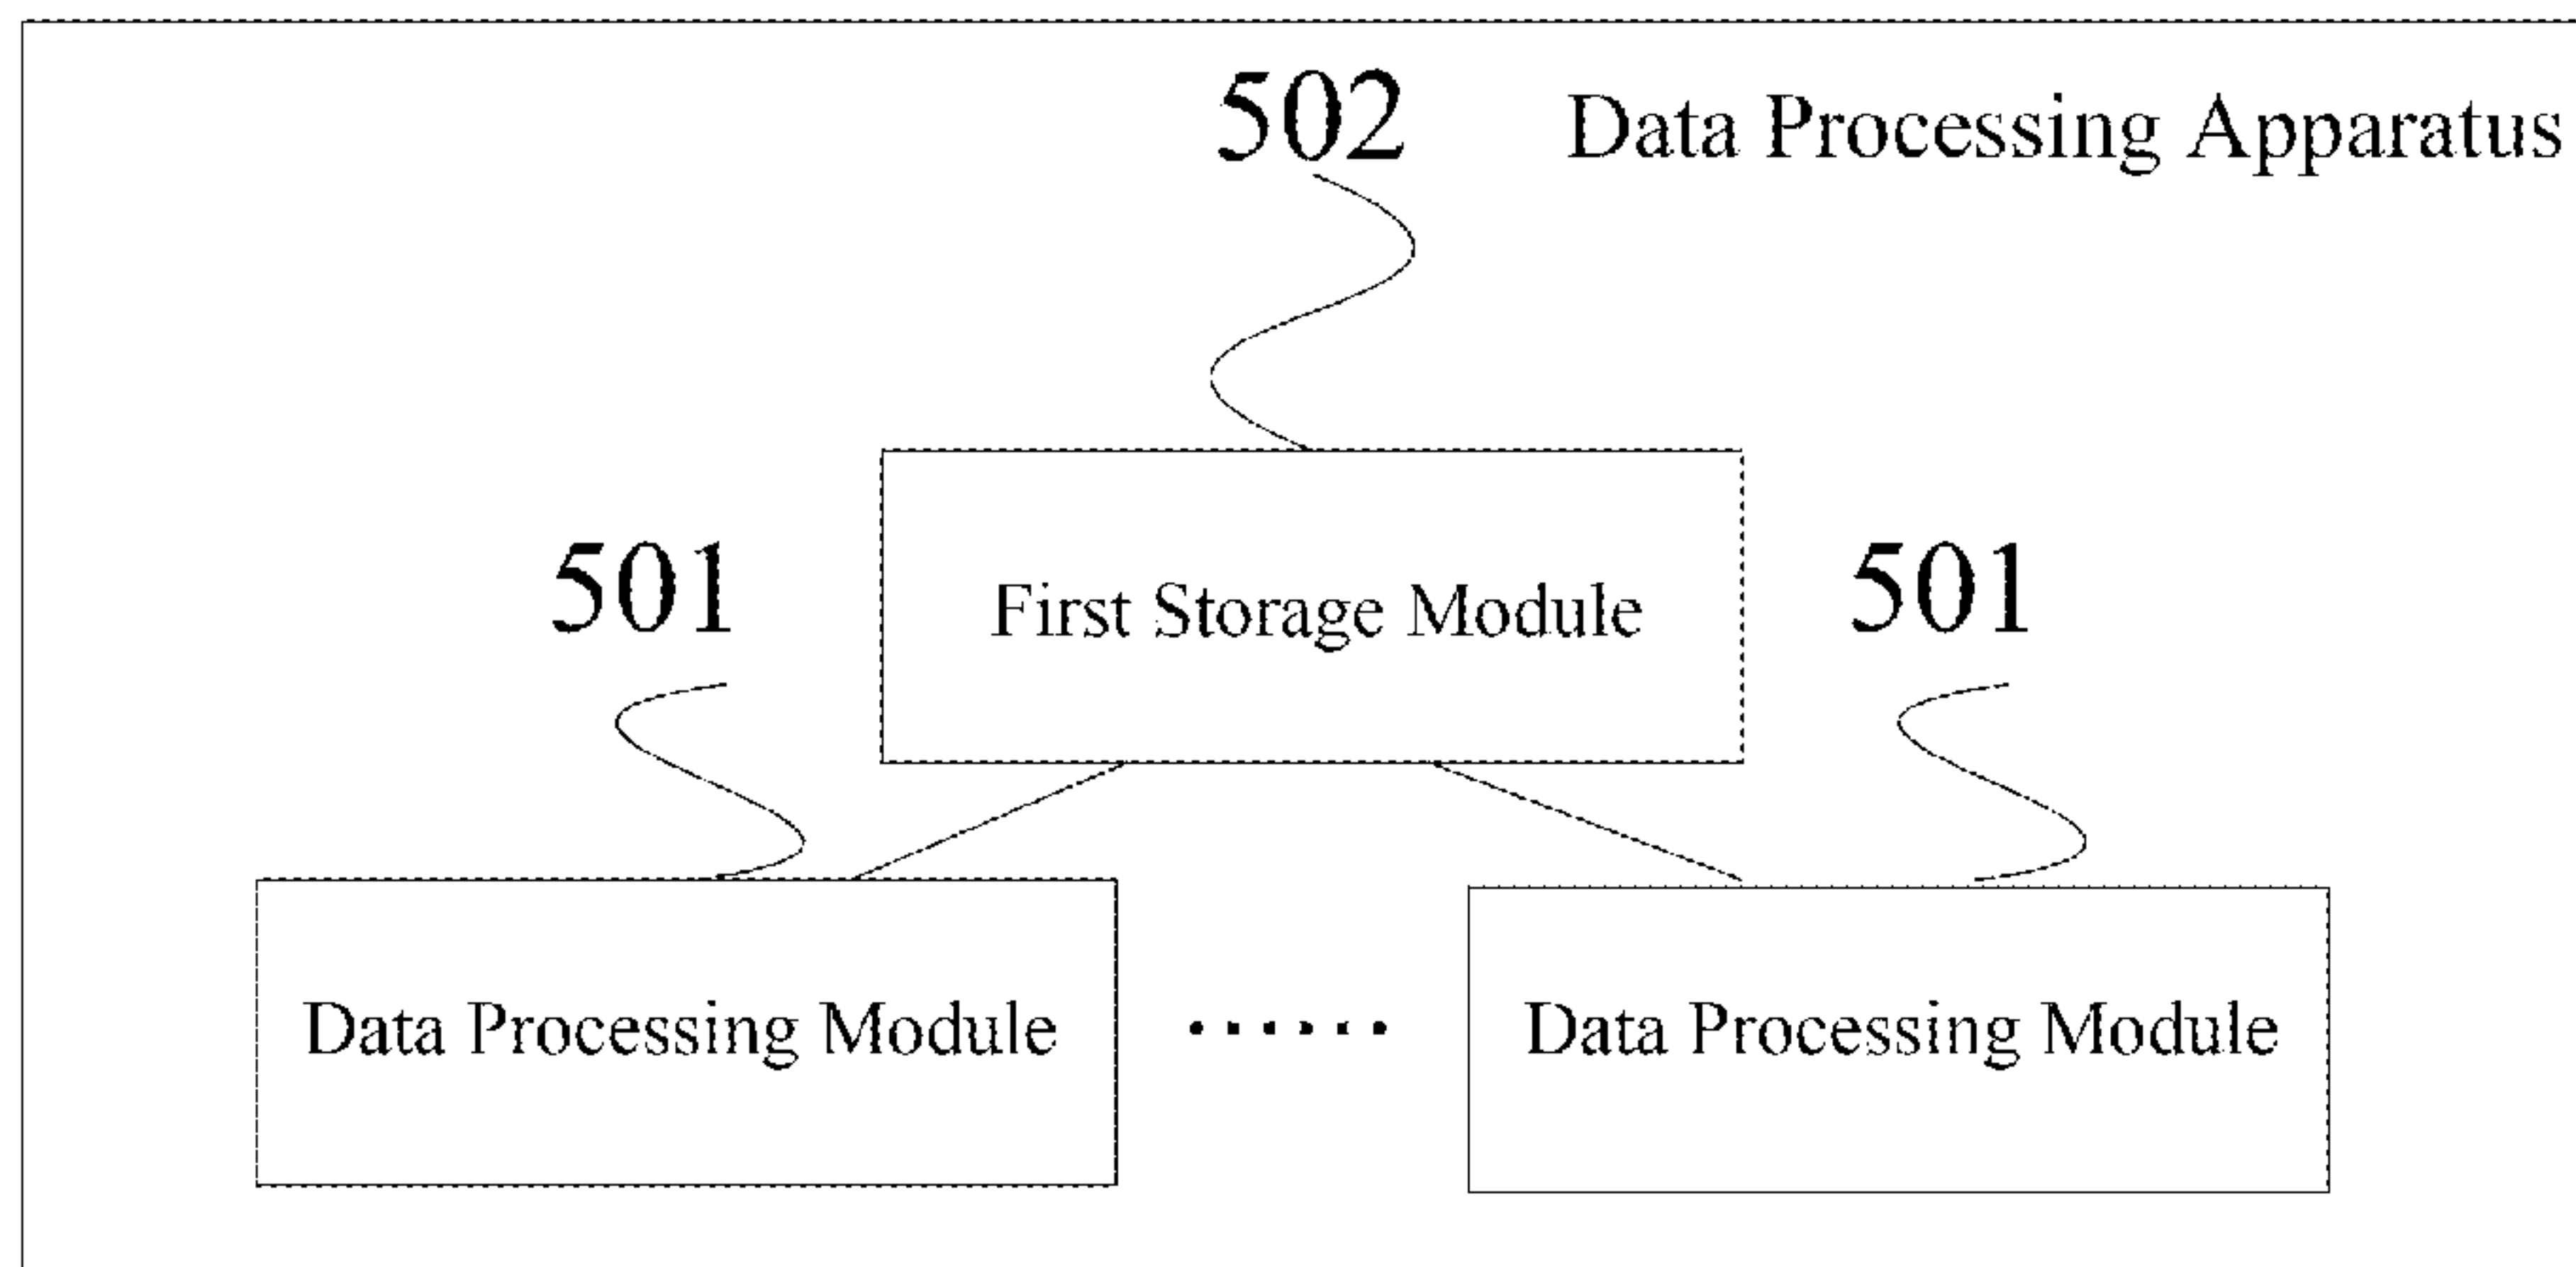 502 Data Processing Apparatus
501 First Storage Module 501
Data Processing Module ...... Data Processing Module